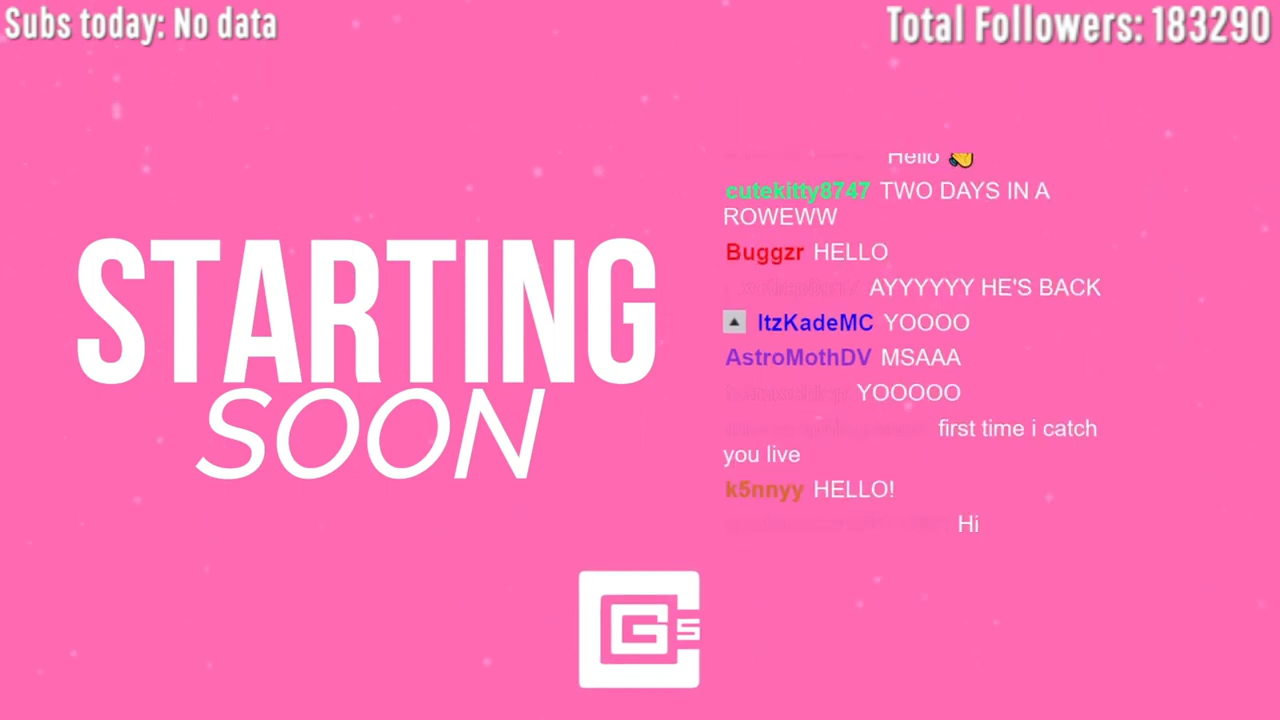 Subs today: No data
Total Followers: 183290
STARTING
SOON
Hello
cutekitty8747 TWO DAYS IN A
ROWEWW
Buggzr HELLO
AYYYYYY HE'S BACK
ItzKadeMC YOOOO
AstroMothDV MSAAA
YOOOOO
first time i catch
you live
k5nnyy HELLO!
Hi
CGs